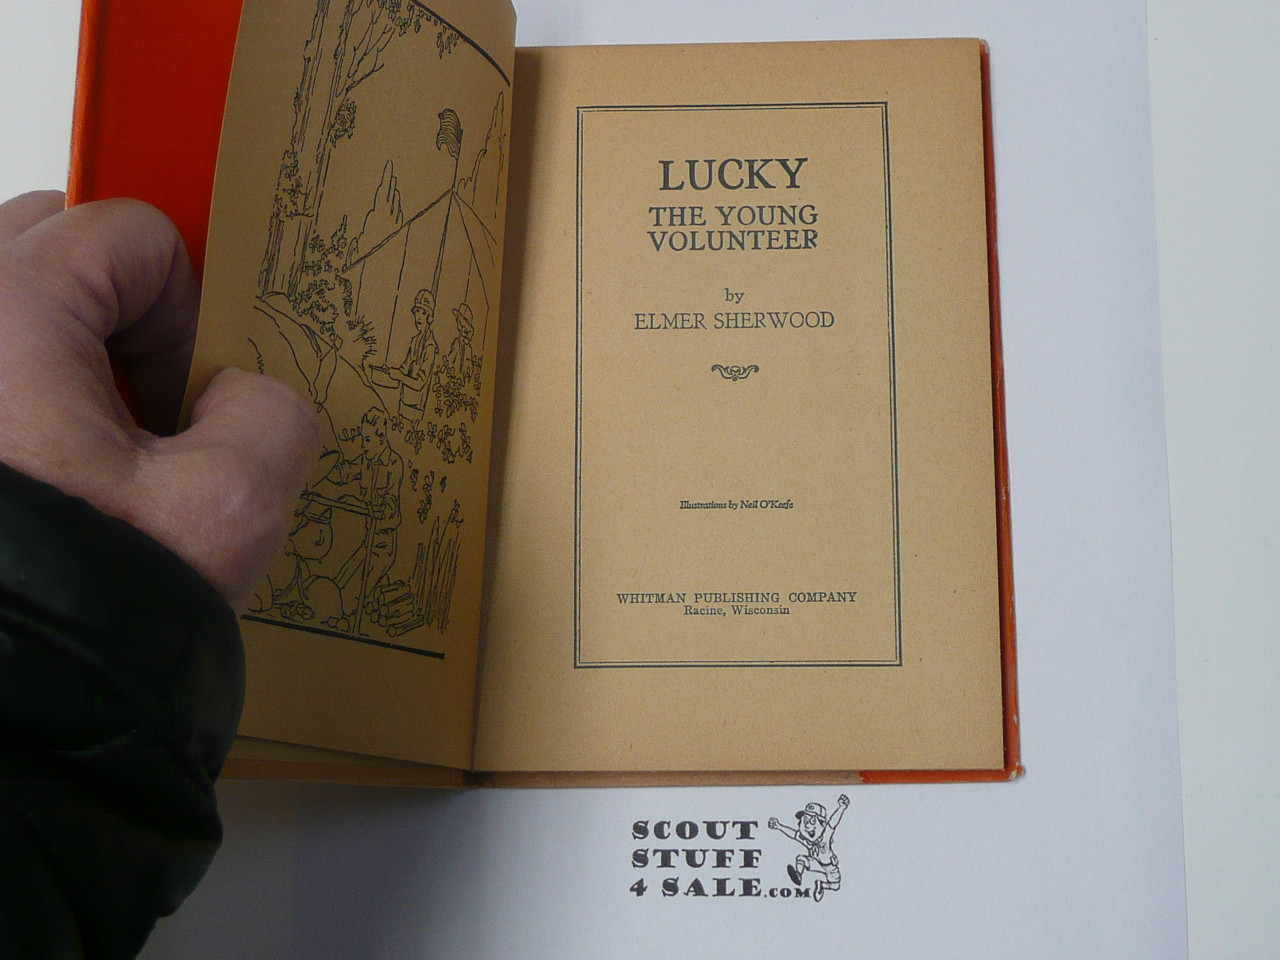 LUCKY
THE YOUNG
VOLUNTEER
by
ELMER SHERWOOD
Illustrations by Neil O'Keefe
WHITMAN PUBLISHING COMPANY
Racine, Wisconsin
SCOUT
STUFF
4 SALE.COM